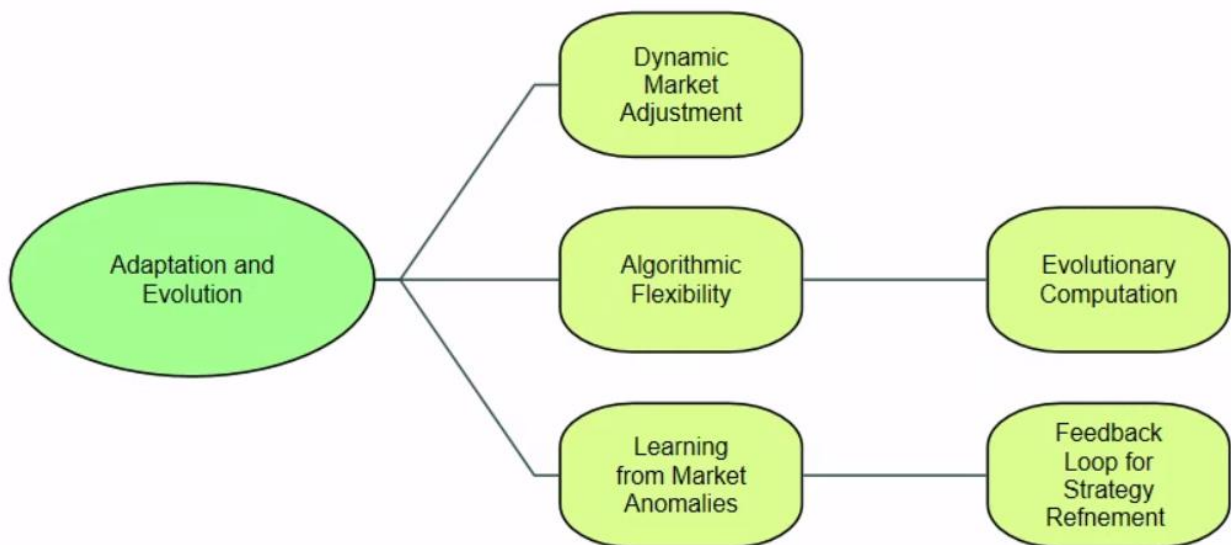 Dynamic
Market
Adjustment
Adaptation and
Evolution
Algorithmic
Flexibility
Evolutionary
Computation
Learning
from Market
Anomalies
Feedback
Loop for
Strategy
Refnement